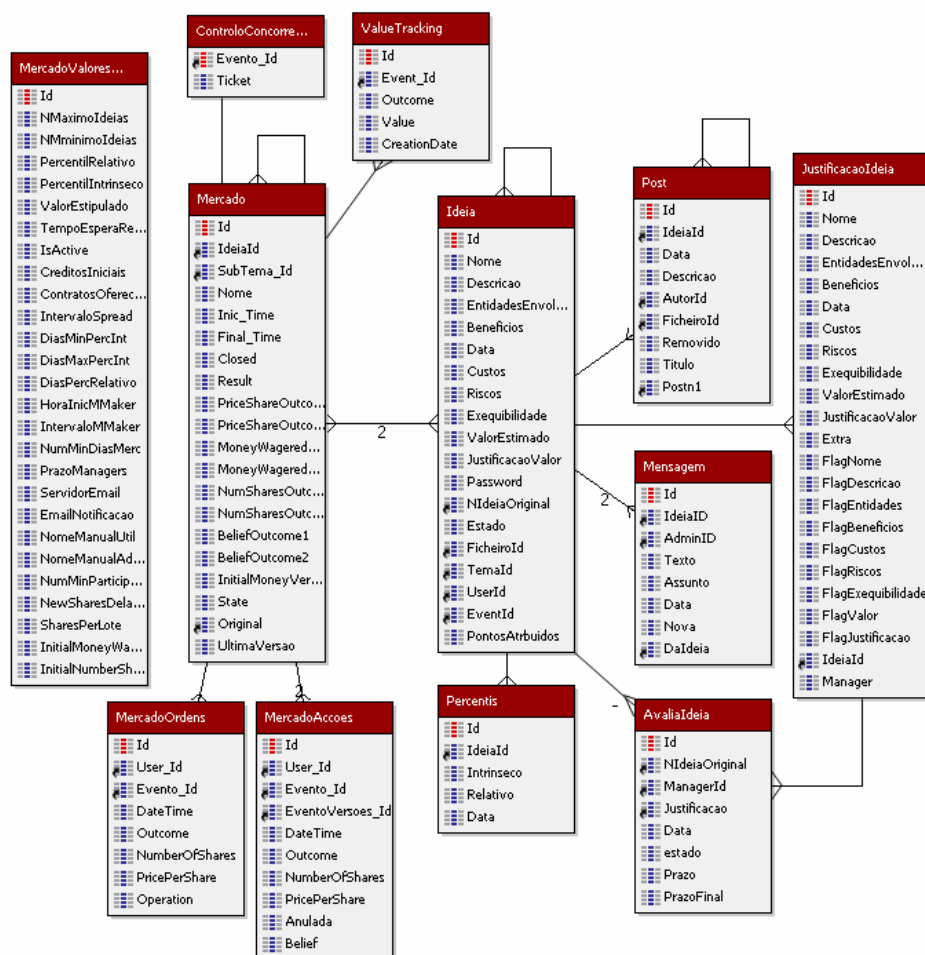 MercadoValores...
Id
NMaximoIdeias
NMminimoIdeias
PercentilRelativo
PercentilIntrinseco
ValorEstipulado
TempoEsperaRe...
IsActive
CreditosIniciais
ContratosOferec...
IntervaloSpread
DiasMinPercInt
DiasMaxPercInt
DiasPercRelativo
HoraInicMMaker
IntervaloMMaker
NumMinDiasMerc
PrazoManagers
ServidorEmail
EmailNotificacao
NomeManualUtil
NomeManualAd...
NumMinParticip...
NewSharesDela...
SharesPerLote
InitialMoneyWa...
InitialNumberSh...
ControloConcorre...
Evento_Id
Ticket
ValueTracking
Id
Event_Id
Outcome
Value
CreationDate
Mercado
Id
IdeiaId
SubTema_Id
Nome
Inic_Time
Final_Time
Closed
Result
PriceShareOutco...
PriceShareOutco...
MoneyWagered...
MoneyWagered...
NumSharesOutc...
NumSharesOutc...
BeliefOutcome1
BeliefOutcome2
InitialMoneyVer...
State
Original
UltimaVersao
2
Ideia
Id
Nome
Descricao
EntidadesEnvol...
Beneficios
Data
Custos
Riscos
Exequibilidade
ValorEstimado
JustificacaoValor
Password
NIdeiaOriginal
Estado
FicheiroId
TemaId
UserId
EventId
PontosAtrbuidos
Post
Id
IdeiaId
Data
Descricao
AutorId
FicheiroId
Removido
Titulo
Postn1
2
Mensagem
Id
IdeiaID
AdminID
Texto
Assunto
Data
Nova
DaIdeia
JustificacaoIdeia
Id
Nome
Descricao
EntidadesEnvol...
Beneficios
Data
Custos
Riscos
Exequibilidade
ValorEstimado
JustificacaoValor
Extra
FlagNome
FlagDescricao
FlagEntidades
FlagBeneficios
FlagCustos
FlagRiscos
FlagExequibilidade
FlagValor
FlagJustificacao
IdeiaId
Manager
MercadoOrdens
Id
User_Id
Evento_Id
DateTime
Outcome
NumberOfShares
PricePerShare
Operation
2
MercadoAccoes
Id
User_Id
Evento_Id
EventoVersoes_Id
DateTime
Outcome
NumberOfShares
PricePerShare
Anulada
Belief
Percentis
Id
IdeiaId
Intrinseco
Relativo
Data
AvaliaIdeia
Id
NIdeiaOriginal
ManagerId
Justificacao
Data
estado
Prazo
PrazoFinal